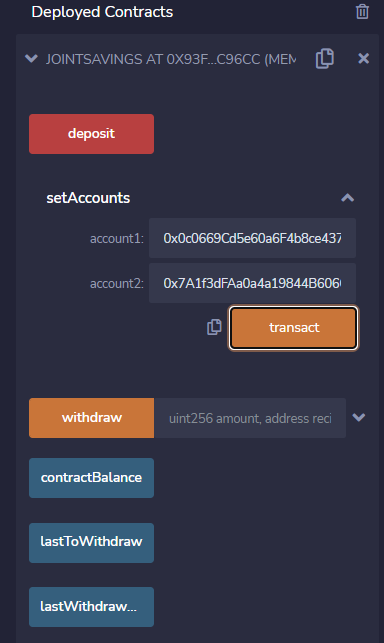 Deployed Contracts
JOINTSAVINGS AT 0X93F...C96CC (MEM
deposit
setAccounts
account1: 0x0c0669Cd5e60a6F4b8ce437
account2: 0x7A1f3dFAa0a4a19844B606
transact
withdraw uint256 amount, address reci
contractBalance
lastToWithdraw
lastWithdraw...